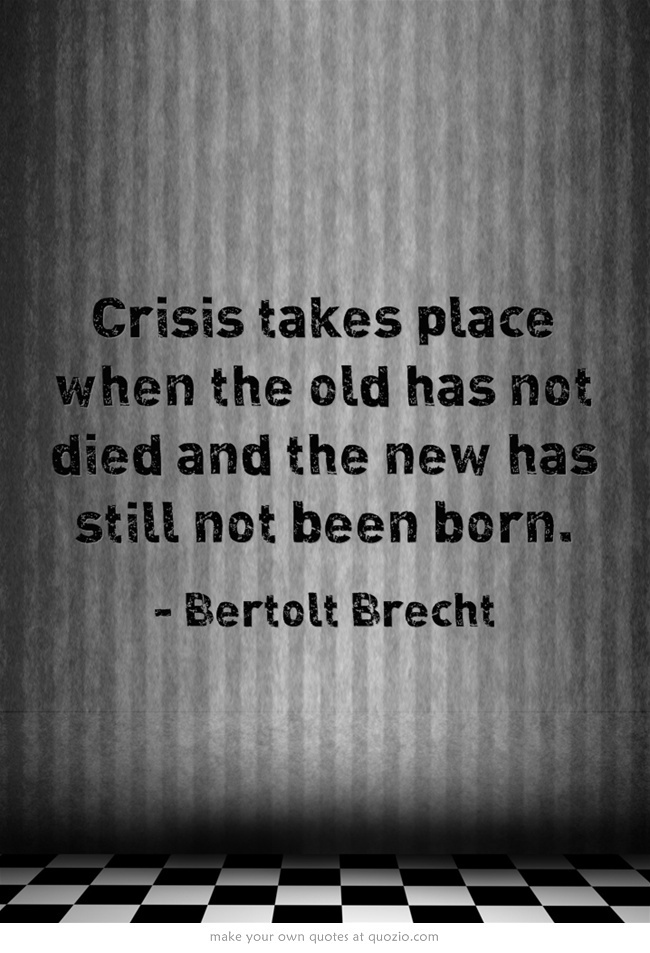 Crisis takes place
when the old has not
died and the new has
still not been born.
- Bertolt Brecht
make your own quotes at quozio.com